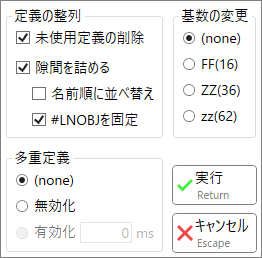 定義の整列
未使用定義の削除
隙間を詰める
名前順に並べ替え
#LNOBJを固定
基数の変更
(none)
FF(16)
ZZ(36)
zz(62)
多重定義
(none)
無効化
有効化 0 ms
実行
Return
キャンセル
Escape